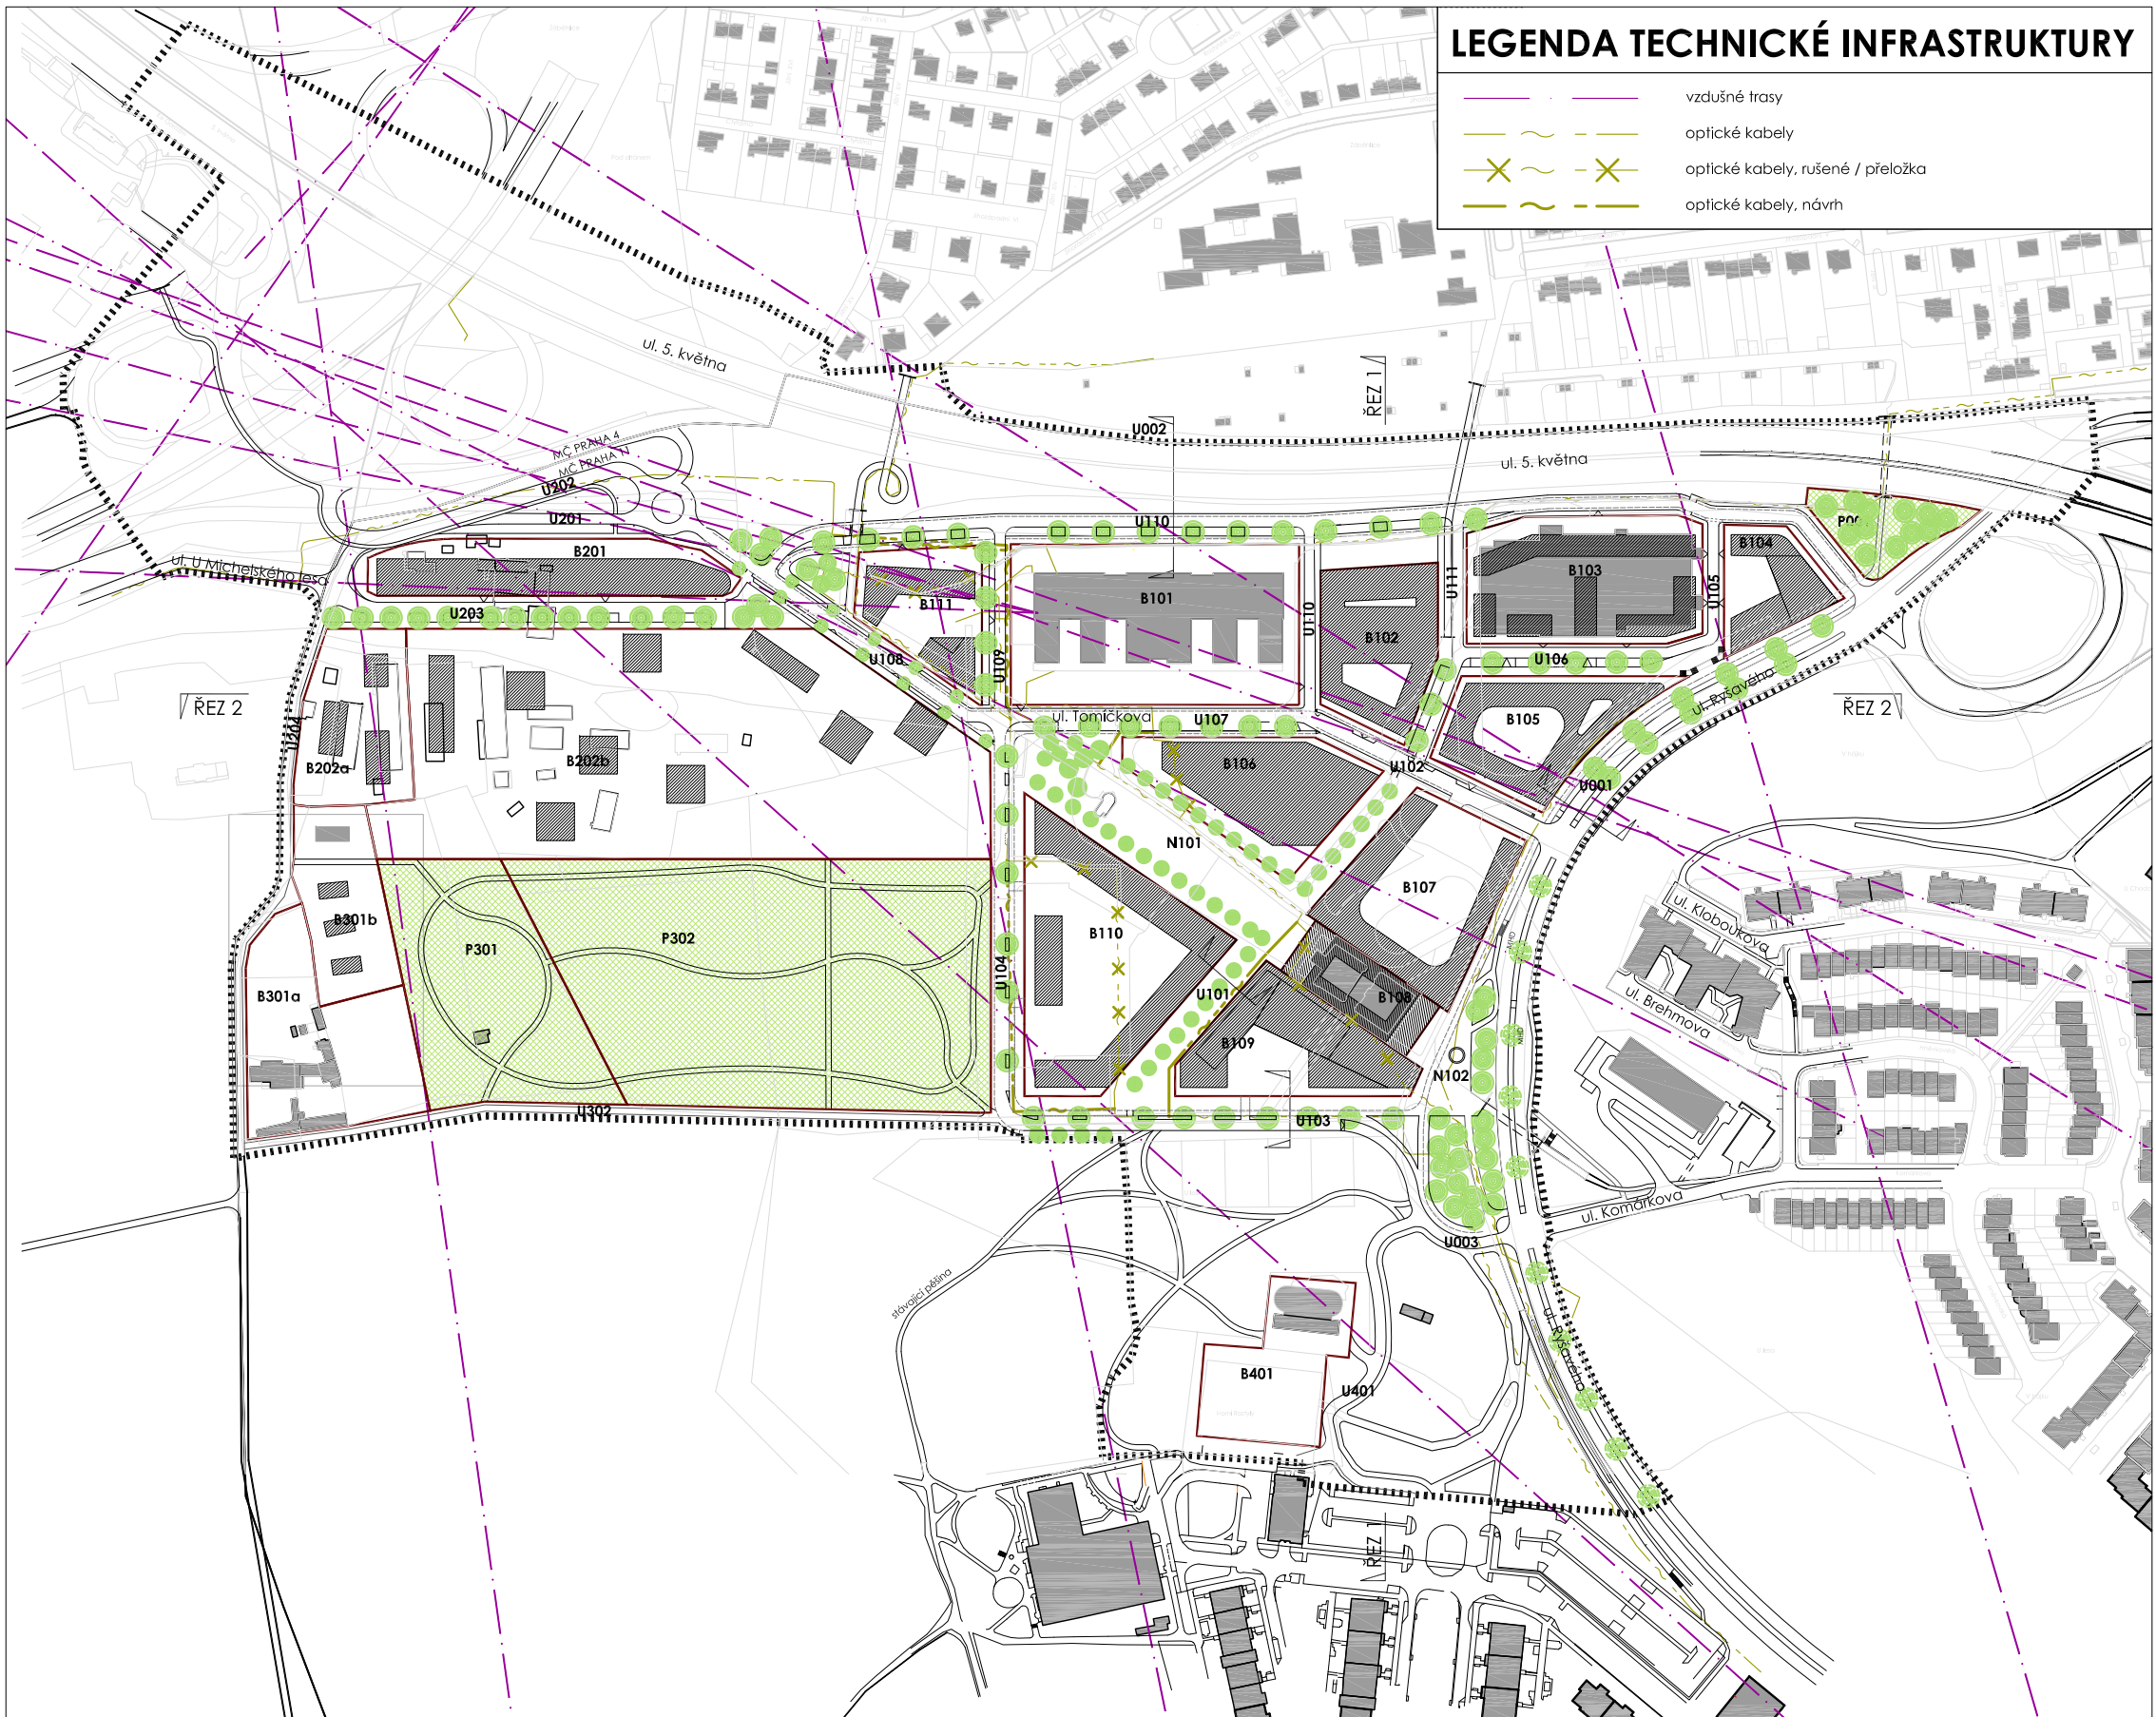 LEGENDA TECHNICKÉ INFRASTRUKTURY
vzdušné trasy
optické kabely
optické kabely, rušené / přeložka
optické kabely, návrh
ul. 5. května
ŘEZ 1
U002
MČ PRAHA 4
MČ PRAHA 11
ul. 5. května
U202
U201
U110
B201
ul. U Michelského lesa
B104
B103
B101
B111
U111
U105
U203
U110
B102
U108
U109
U106
ŘEZ 2
ul. Ryšavého
ŘEZ 2
ul. Tomíčkova
U107
B105
U204
B202a
B202b
B106
U102
U001
N101
B107
ul. Kloboukova
B301b
P301
P302
B110
U104
B301a
U101
B108
ul. Brehmova
B109
N102
U302
U103
ul. Komárkova
U003
stávající pěšina
ul. Ryšavého
B401
U401
ŘEZ 1